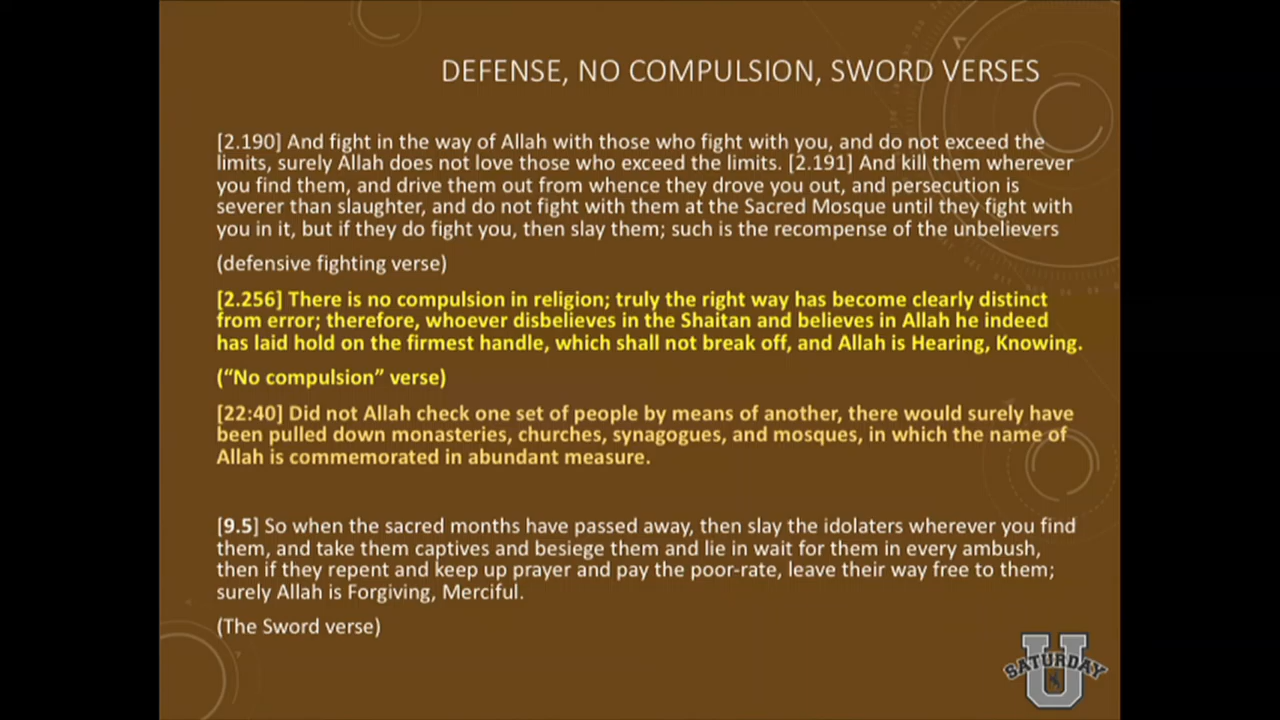 DEFENSE, NO COMPULSION, SWORD VERSES
[2.190] And fight in the way of Allah with those who fight with you, and do not exceed the
limits, surely Allah does not love those who exceed the limits. [2.191] And kill them wherever
you find them, and drive them out from whence they drove you out, and persecution is
severer than slaughter, and do not fight with them at the Sacred Mosque until they fight with
you in it, but if they do fight you, then slay them; such is the recompense of the unbelievers
(defensive fighting verse)
[2.256] There is no compulsion in religion; truly the right way has become clearly distinct
from error; therefore, whoever disbelieves in the Shaitan and believes in Allah he indeed
has laid hold on the firmest handle, which shall not break off, and Allah is Hearing, Knowing.
(“No compulsion” verse)
[22:40] Did not Allah check one set of people by means of another, there would surely have
been pulled down monasteries, churches, synagogues, and mosques, in which the name of
Allah is commemorated in abundant measure.
[9.5] So when the sacred months have passed away, then slay the idolaters wherever you find
them, and take them captives and besiege them and lie in wait for them in every ambush,
then if they repent and keep up prayer and pay the poor-rate, leave their way free to them;
surely Allah is Forgiving, Merciful.
(The Sword verse)
SATURDAY
U